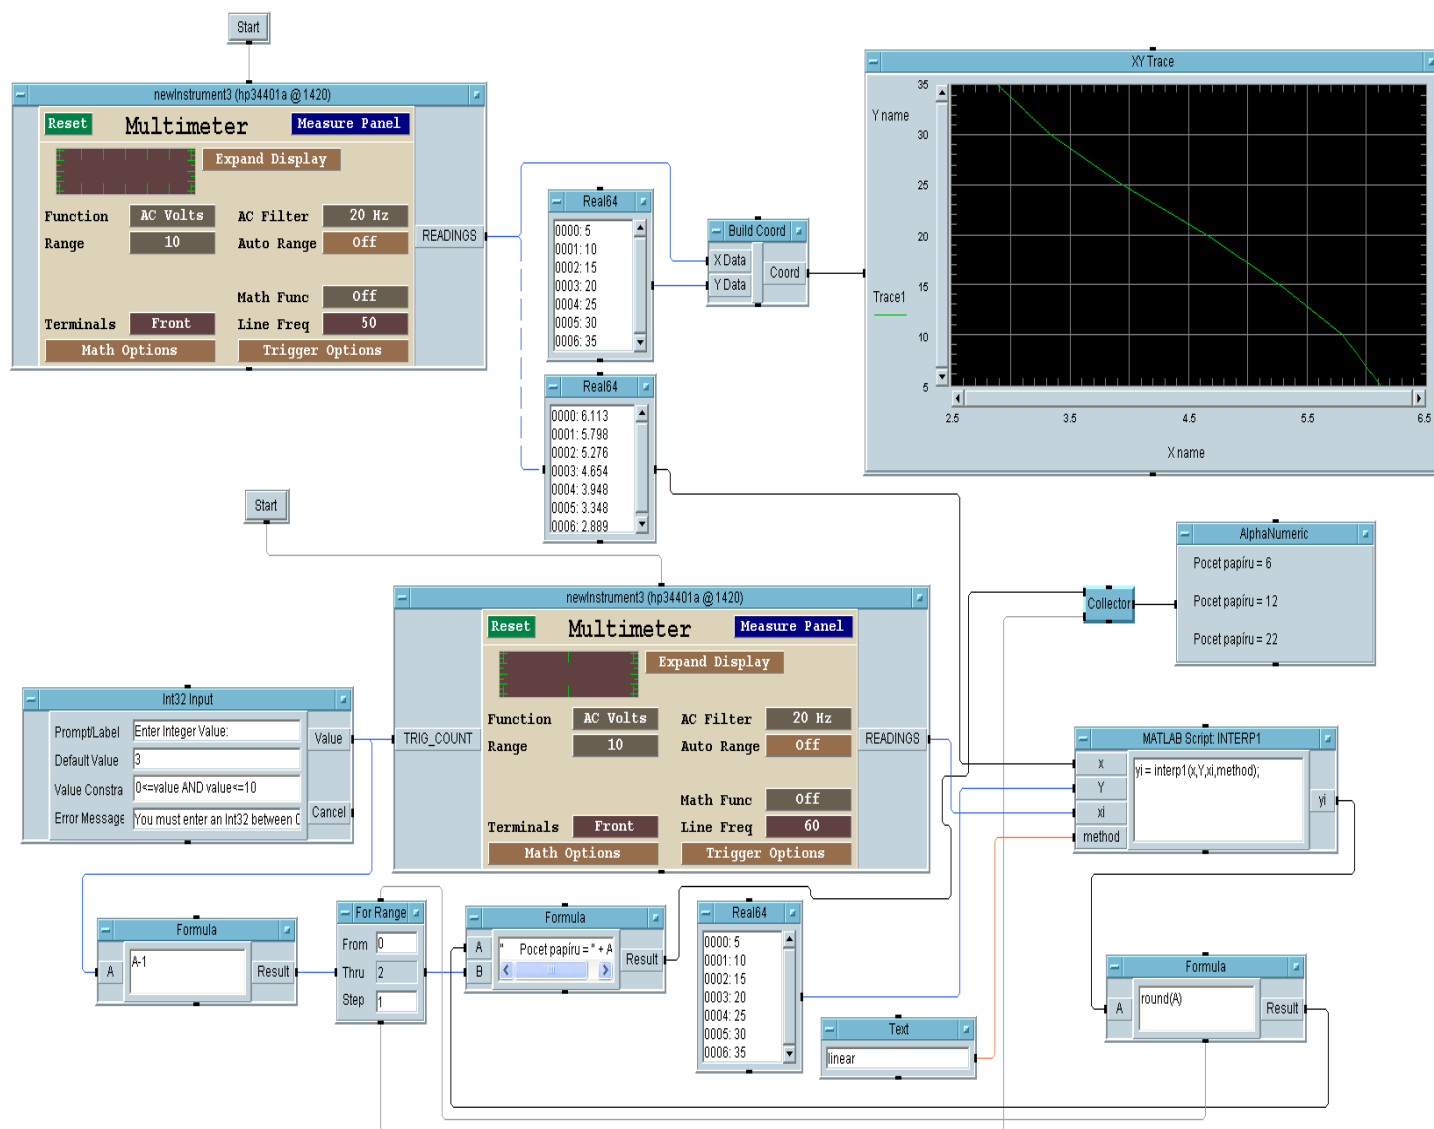 Start
newInstrument3 (hp34401a @ 1420)
Reset Multimeter Measure Panel
Expand Display
Function AC Volts AC Filter 20 Hz
Range 10 Auto Range Off
READINGS
Math Func Off
Terminals Front Line Freq 50
Math Options Trigger Options
Real64
0000: 5
0001: 10
0002: 15
0003: 20
0004: 25
0005: 30
0006: 35
Build Coord
X Data
Y Data
Coord
XY Trace
Y name
Trace1
35
30
25
20
15
10
5
2.5 3.5 4.5 5.5 6.5
X name
Real64
0000: 6.113
0001: 5.798
0002: 5.276
0003: 4.654
0004: 3.948
0005: 3.348
0006: 2.889
Start
newInstrument3 (hp34401a @ 1420)
Reset Multimeter Measure Panel
Expand Display
Function AC Volts AC Filter 20 Hz
Range 10 Auto Range Off
TRIG_COUNT
READINGS
Math Func Off
Terminals Front Line Freq 60
Math Options Trigger Options
Collector
AlphaNumeric
Pocet papíru = 6
Pocet papíru = 12
Pocet papíru = 22
Int32 Input
Prompt/Label Enter Integer Value:
Default Value 3
Value Constra 0<=value AND value<=10
Error Message You must enter an Int32 between
Value
Cancel
MATLAB Script: INTERP1
x
Y
xi
method
yi = interp1(x,Y,xi,method);
yi
Formula
A
A-1
Result
For Range
From 0
Thru 2
Step 1
Formula
A
B
" Pocet papíru = " + A
Result
Real64
0000: 5
0001: 10
0002: 15
0003: 20
0004: 25
0005: 30
0006: 35
Text
linear
Formula
A
round(A)
Result